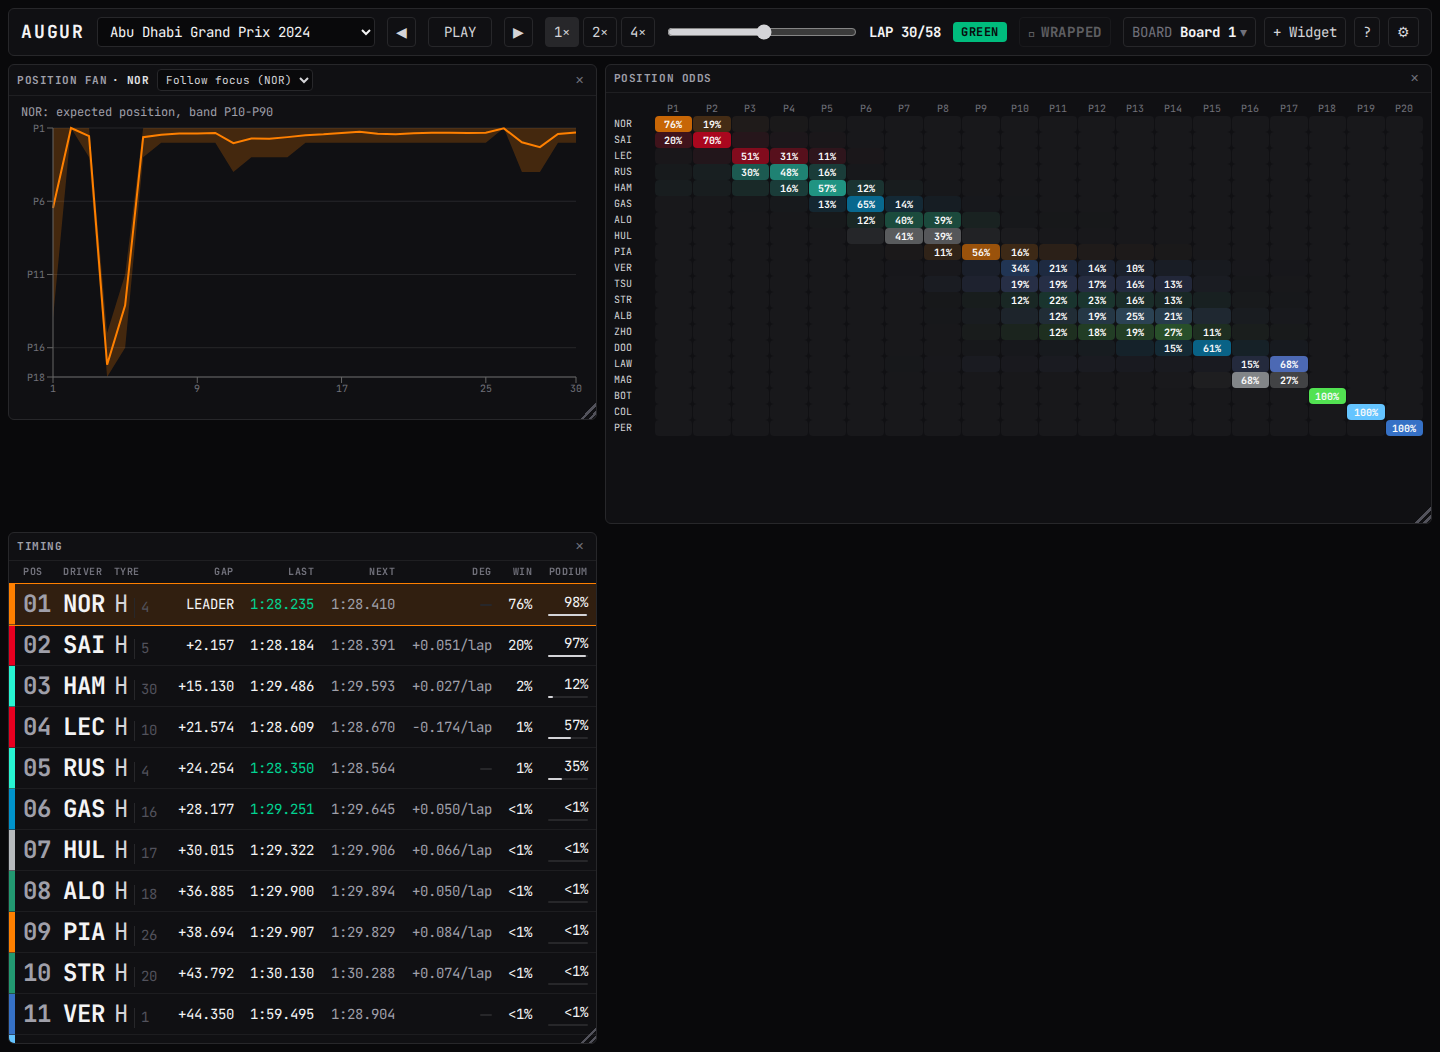 AUGUR Abu Dhabi Grand Prix 2024 ◀ PLAY ▶ 1× 2× 4× LAP 30/58 GREEN WRAPPED BOARD Board 1 ▾ + Widget ? ⚙
POSITION FAN · NOR Follow focus (NOR) ×
NOR: expected position, band P10-P90
P1
P6
P11
P16
P18
1 9 17 25 30
POSITION ODDS ×
P1 P2 P3 P4 P5 P6 P7 P8 P9 P10 P11 P12 P13 P14 P15 P16 P17 P18 P19 P20
NOR 76% 19%
SAI 20% 70%
LEC 51% 31% 11%
RUS 30% 48% 16%
HAM 16% 57% 12%
GAS 13% 65% 14%
ALO 12% 40% 39%
HUL 41% 39%
PIA 11% 56% 16%
VER 34% 21% 14% 10%
TSU 19% 19% 17% 16% 13%
STR 12% 22% 23% 16% 13%
ALB 12% 19% 25% 21%
ZHO 12% 18% 19% 27% 11%
DOO 15% 61%
LAW 15% 68%
MAG 68% 27%
BOT 100%
COL 100%
PER 100%
TIMING ×
POS DRIVER TYRE GAP LAST NEXT DEG WIN PODIUM
01 NOR H 4 LEADER 1:28.235 1:28.410 — 76% 98%
02 SAI H 5 +2.157 1:28.184 1:28.391 +0.051/lap 20% 97%
03 HAM H 30 +15.130 1:29.486 1:29.593 +0.027/lap 2% 12%
04 LEC H 10 +21.574 1:28.609 1:28.670 -0.174/lap 1% 57%
05 RUS H 4 +24.254 1:28.350 1:28.564 — 1% 35%
06 GAS H 16 +28.177 1:29.251 1:29.645 +0.050/lap <1% <1%
07 HUL H 17 +30.015 1:29.322 1:29.906 +0.066/lap <1% <1%
08 ALO H 18 +36.885 1:29.900 1:29.894 +0.050/lap <1% <1%
09 PIA H 26 +38.694 1:29.907 1:29.829 +0.084/lap <1% <1%
10 STR H 20 +43.792 1:30.130 1:30.288 +0.074/lap <1% <1%
11 VER H 1 +44.350 1:59.495 1:28.904 — <1% <1%